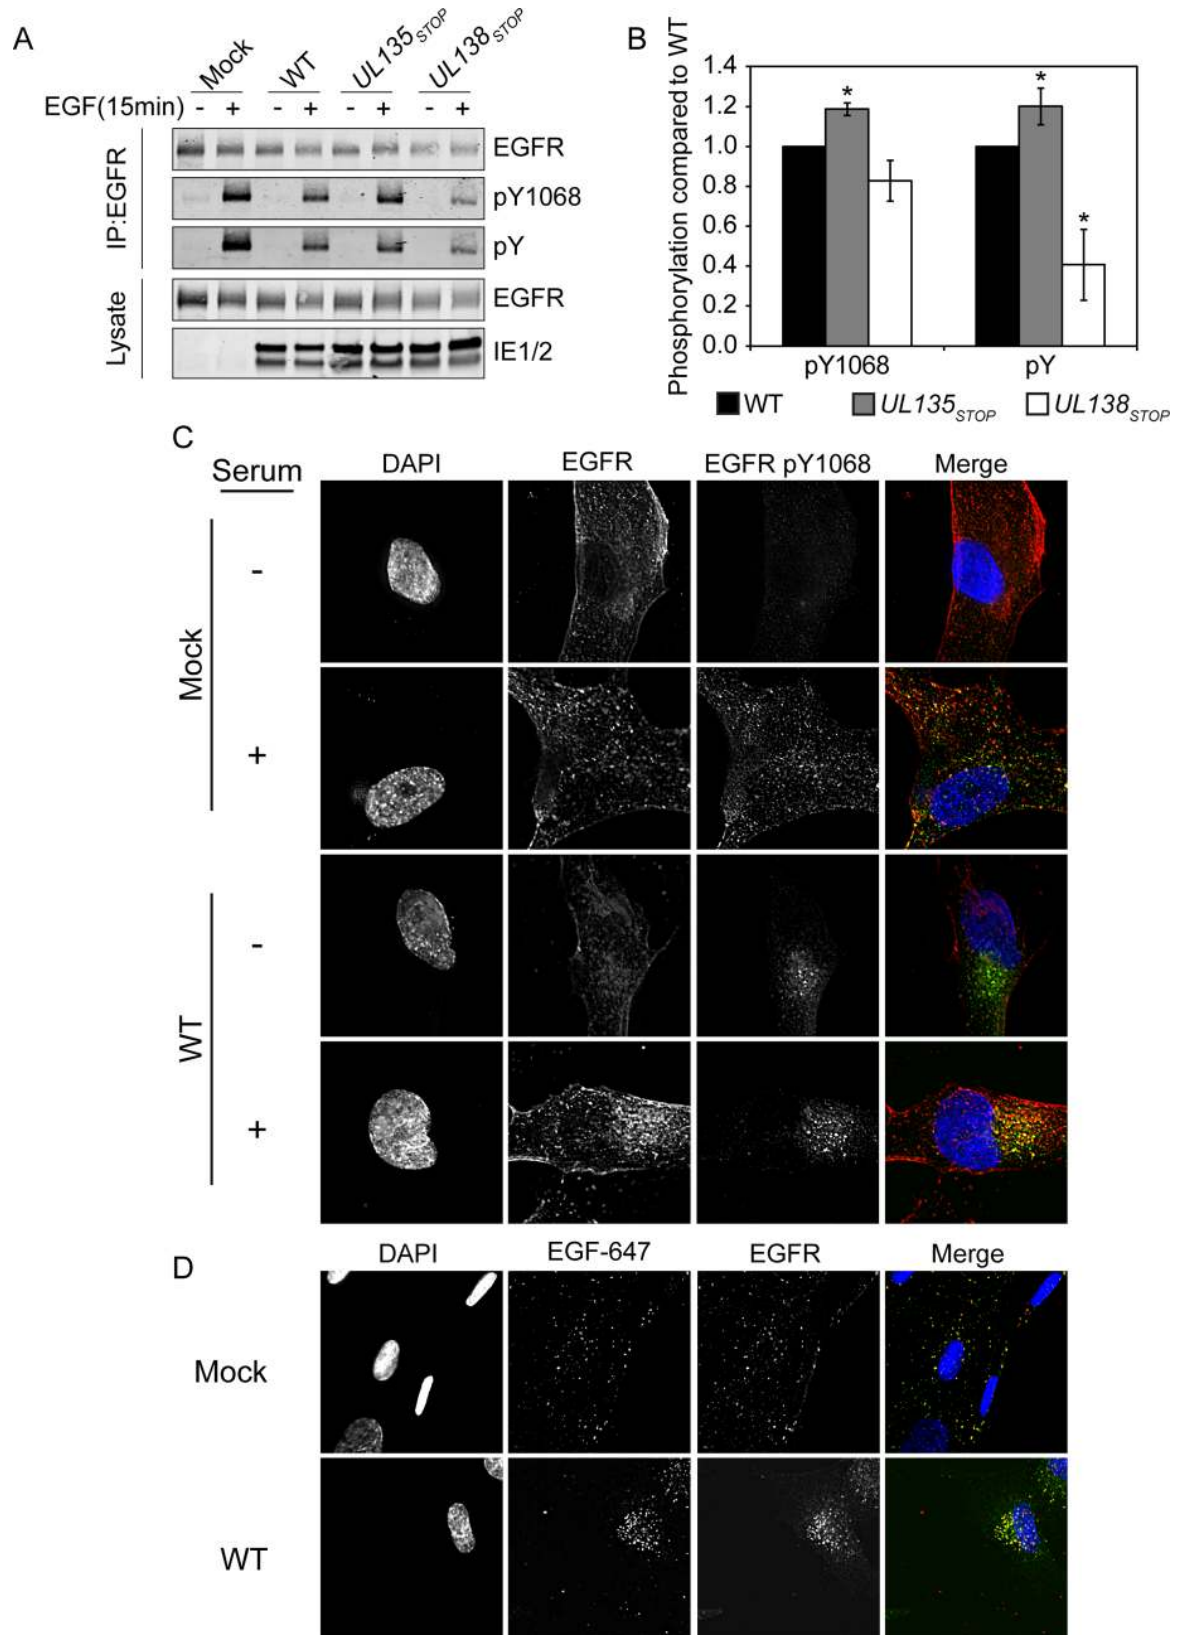 A
Mock WT UL135STOP UL138STOP
EGF(15min) - + - + - + - +
IP:EGFR
EGFR
pY1068
pY
Lysate
EGFR
IE1/2
B
Phosphorylation compared to WT
1.4
1.2
1.0
0.8
0.6
0.4
0.2
0.0
* * *
pY1068 pY
WT UL135STOP UL138STOP
C
Serum DAPI EGFR EGFR pY1068 Merge
Mock
-
+
WT
-
+
D
DAPI EGF-647 EGFR Merge
Mock
WT